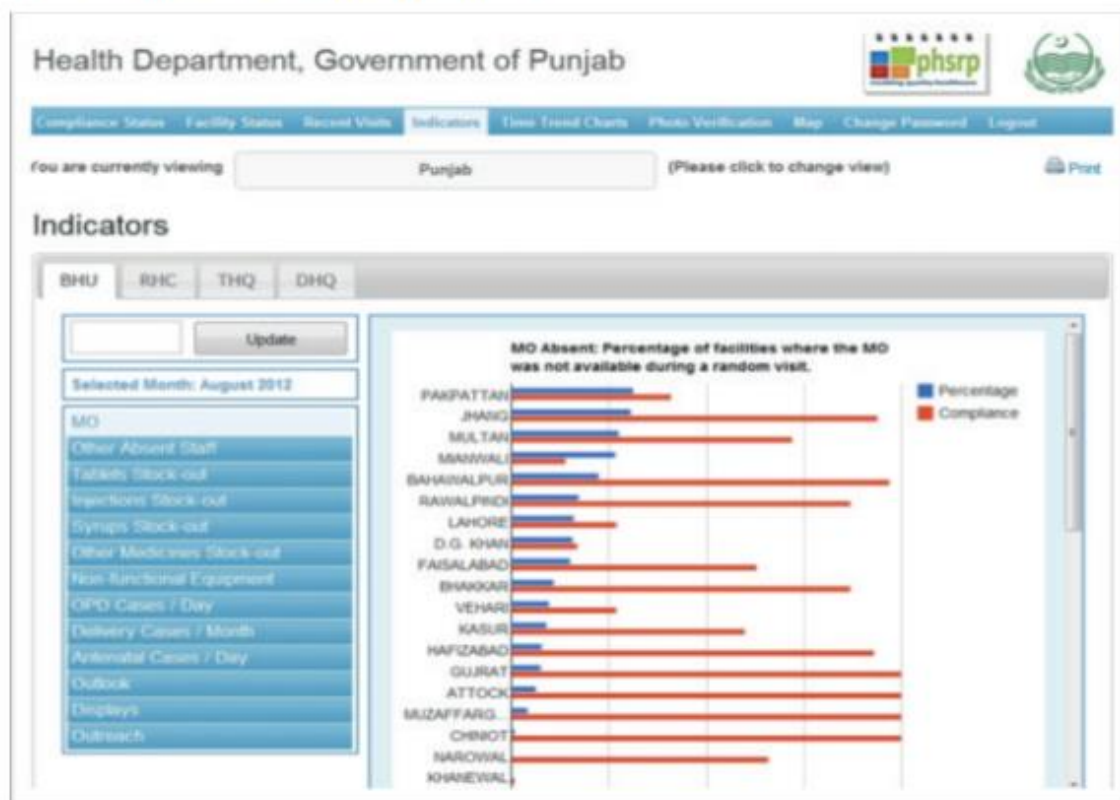 Health Department, Government of Punjab
phsrp
Compliance Status Facility Status Recent Visits Indicators Time Trend Charts Photo Verification Map Change Password Logout
You are currently viewing Punjab (Please click to change view) Print
Indicators
BHU RHC THQ DHQ
Update
Selected Month: August 2012
MO
Other Absent Staff
Tablets Stock-out
Injections Stock-out
Syrups Stock-out
Other Medicines Stock-out
Non-functional Equipment
OPD Cases / Day
Delivery Cases / Month
Antenatal Cases / Day
Outlook
Displays
Outreach
MO Absent: Percentage of facilities where the MO
was not available during a random visit.
Percentage
Compliance
PAKPATTAN
JHANG
MULTAN
MIANWALI
BAHAWALPUR
RAWALPINDI
LAHORE
D.G. KHAN
FAISALABAD
BHAKKAR
VEHARI
KASUR
HAFIZABAD
GUJRAT
ATTOCK
MUZAFFARG...
CHINIOT
NAROWAL
KHANEWAL